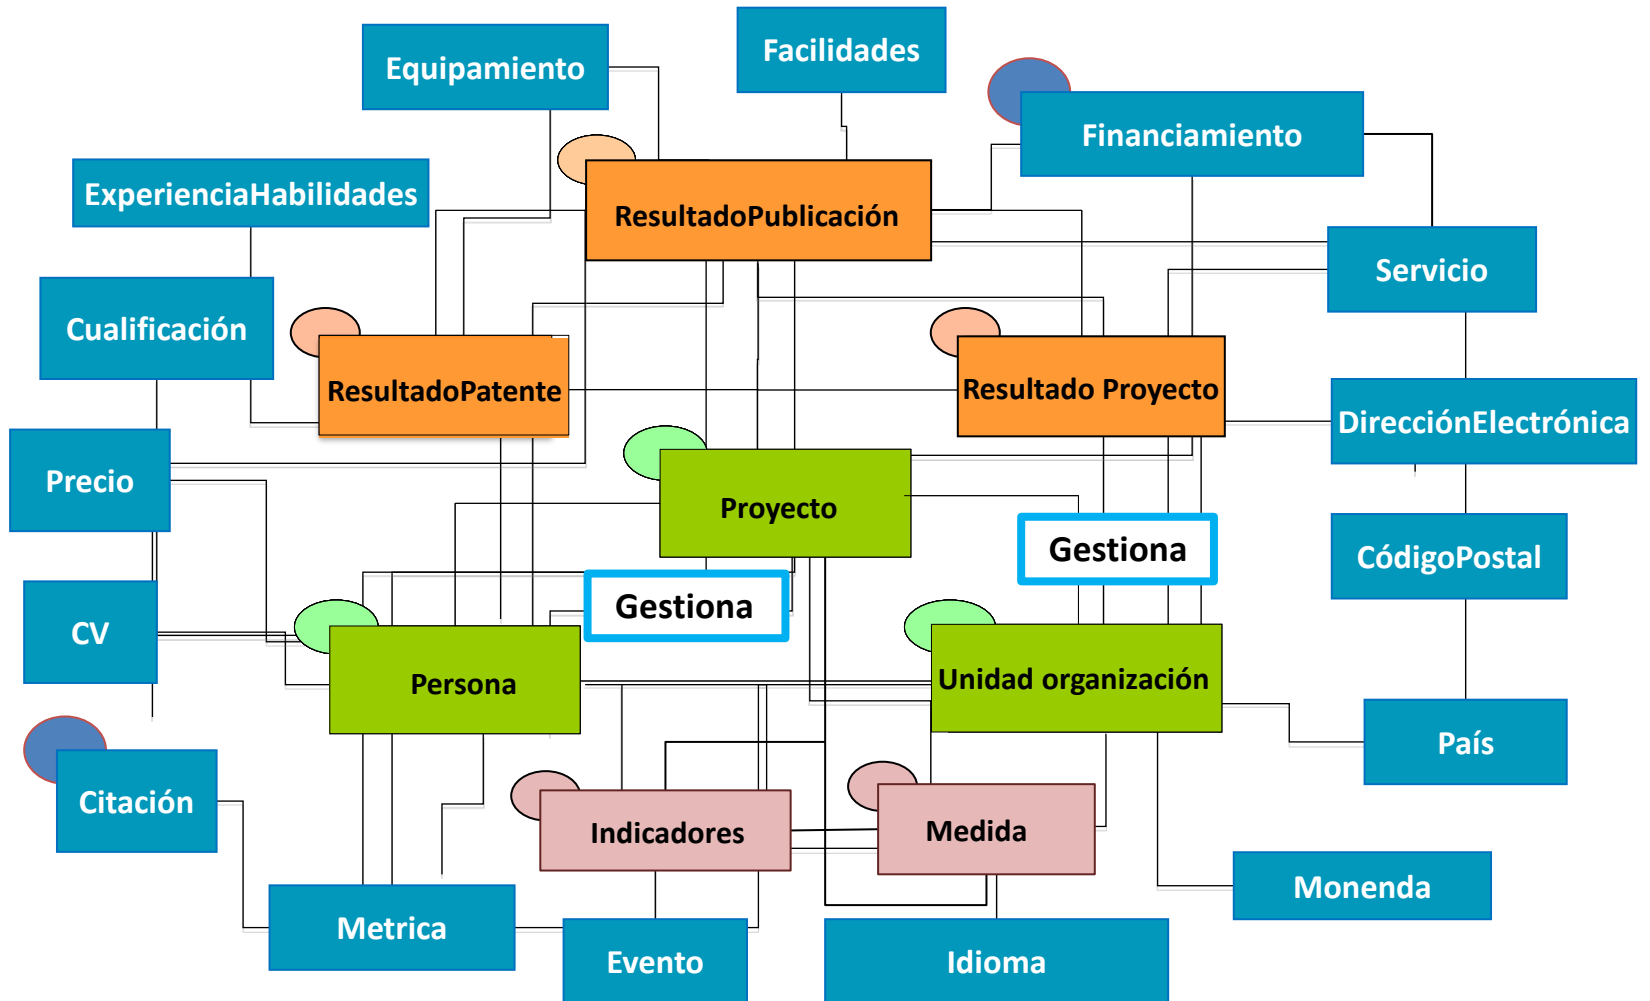 Facilidades
Equipamiento
Financiamiento
ExperienciaHabilidades
ResultadoPublicación
Servicio
Cualificación
ResultadoPatente
Resultado Proyecto
DirecciónElectrónica
Precio
Proyecto
Gestiona
CódigoPostal
Gestiona
CV
Persona
Unidad organización
País
Citación
Indicadores
Medida
Monenda
Metrica
Evento
Idioma